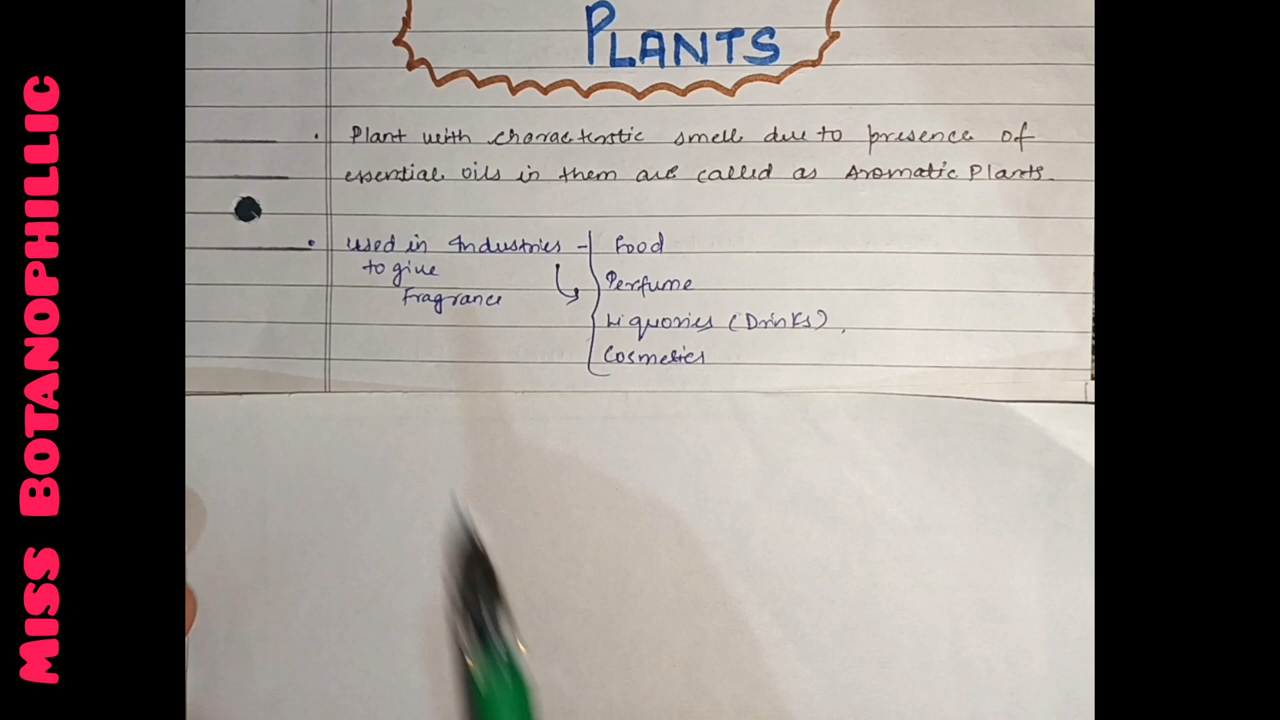 PLANTS
• Plant with characteristic smell due to presence of
essential oils in them are called as Aromatic Plants.
• used in Industries - Food
to give
Fragrance
Perfume
Liquories (Drinks),
Cosmetics
MISS BOTANOPHILLIC